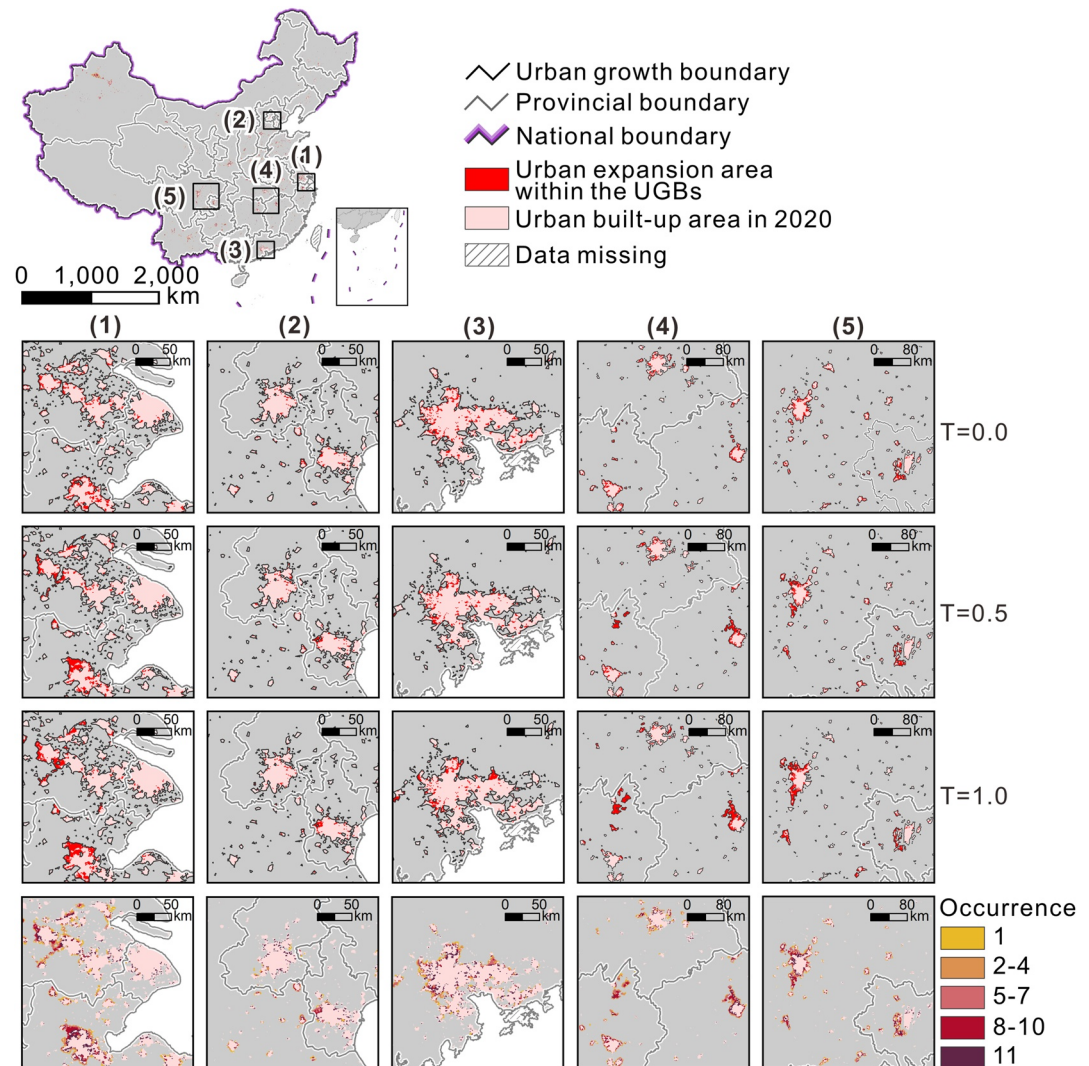 Urban growth boundary
Provincial boundary
National boundary
Urban expansion area
within the UGBs
Urban built-up area in 2020
Data missing
(2)
(1)
(4)
(5)
(3)
0 1,000 2,000
km
(1) (2) (3) (4) (5)
0 50 0 50 0 50 0 80 0 80
km km km km km
T=0.0
0 50 0 50 0 50 0 80 0 80
km km km km km
T=0.5
0 50 0 50 0 50 0 80 0 80
km km km km km
T=1.0
0 50 0 50 0 50 0 80 0 80
km km km km km
Occurrence
1
2-4
5-7
8-10
11